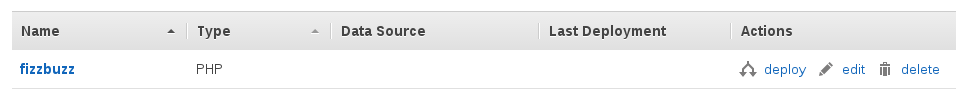 Name Type Data Source Last Deployment Actions
fizzbuzz PHP deploy edit delete